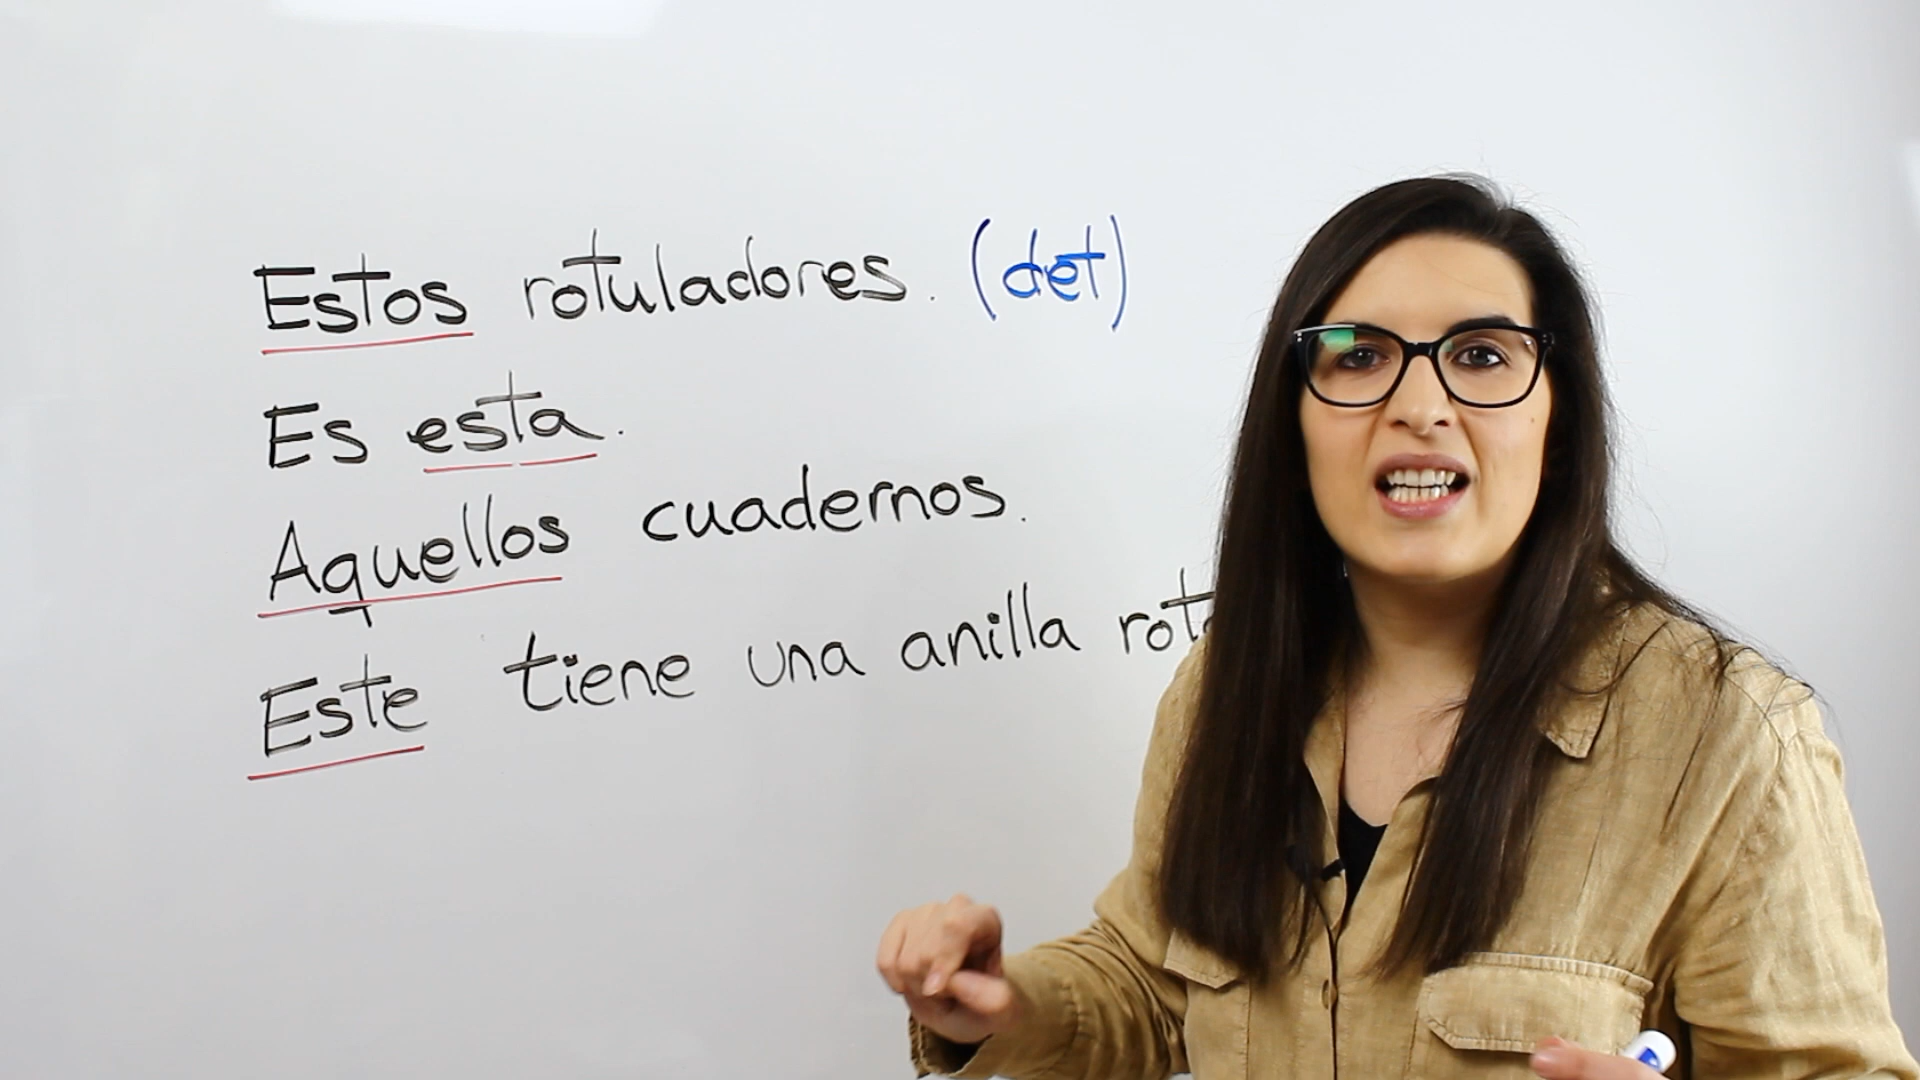 Estos rotuladores. (det)
Es esta.
Aquellos cuadernos.
Este tiene una anilla